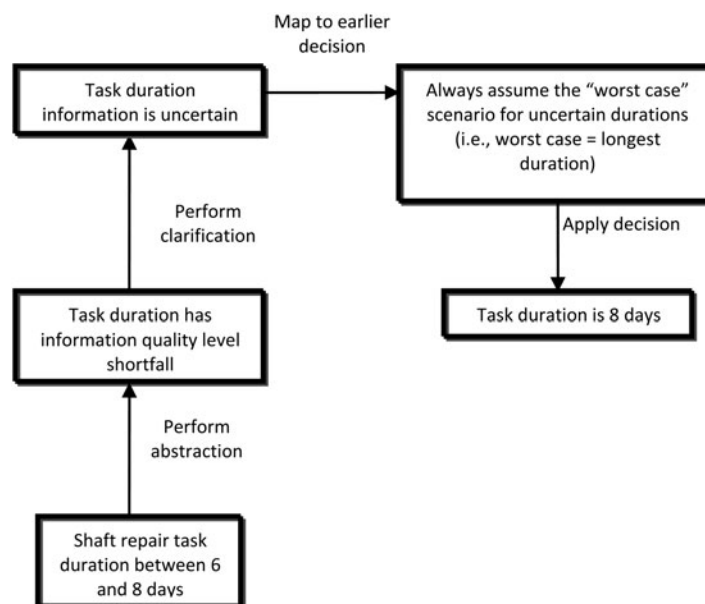 Map to earlier
decision
Task duration
information is uncertain
Always assume the “worst case”
scenario for uncertain durations
(i.e., worst case = longest
duration)
Perform
clarification
Apply decision
Task duration has
information quality level
shortfall
Task duration is 8 days
Perform
abstraction
Shaft repair task
duration between 6
and 8 days